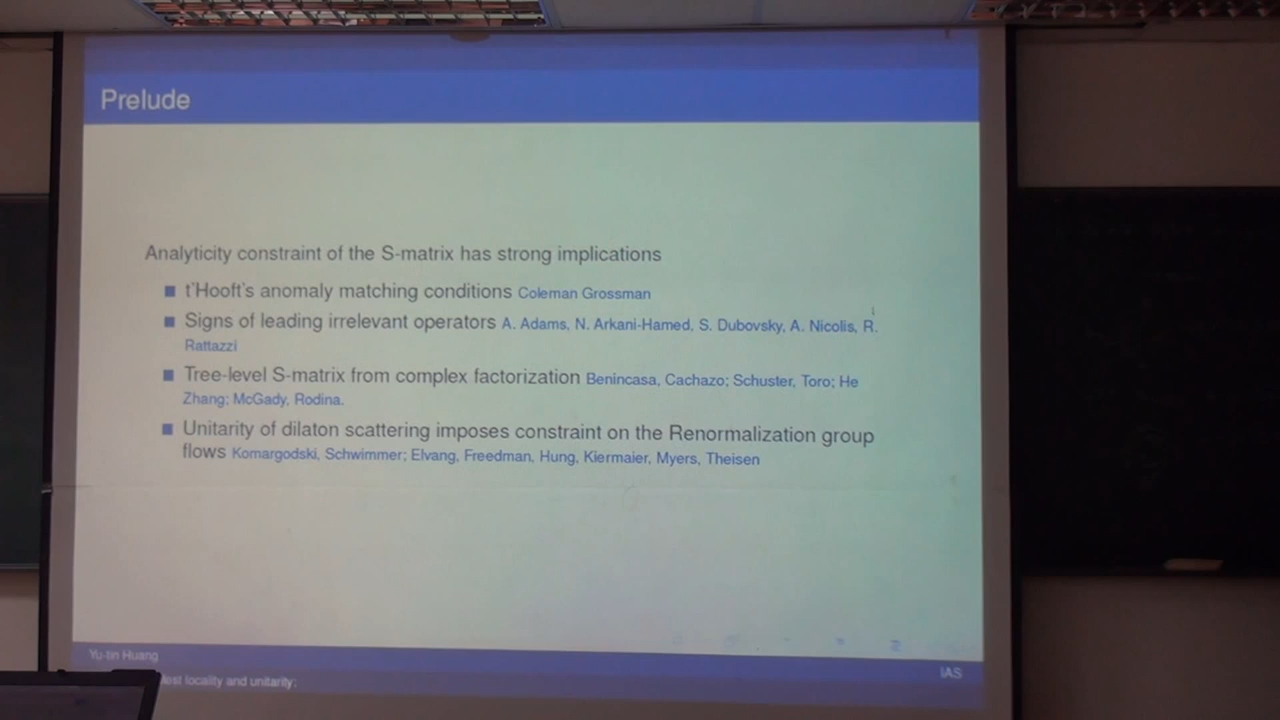 Prelude
Analyticity constraint of the S-matrix has strong implications
t'Hooft's anomaly matching conditions Coleman Grossman
Signs of leading irrelevant operators A. Adams, N. Arkani-Hamed, S. Dubovsky, A. Nicolis, R.
Rattazzi
Tree-level S-matrix from complex factorization Benincasa, Cachazo; Schuster, Toro; He
Zhang; McGady, Rodina.
Unitarity of dilaton scattering imposes constraint on the Renormalization group
flows Komargodski, Schwimmer; Elvang, Freedman, Hung, Kiermaier, Myers, Theisen
Yu-tin Huang
IAS
locality and unitarity: